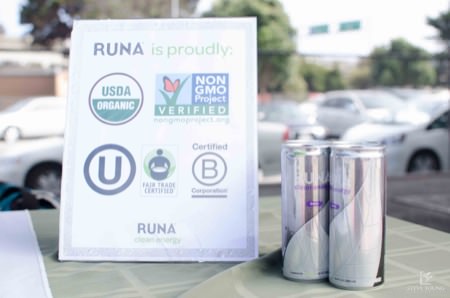 RUNA is proudly:
USDA
ORGANIC
NON
GMO
Project
VERIFIED
nongmoproject.org
U
FAIR TRADE
CERTIFIED
Certified
B
Corporation
RUNA
clean energy